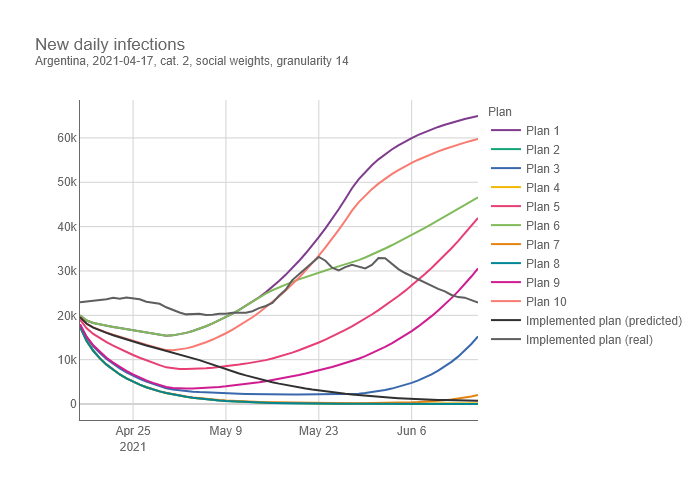 New daily infections
Argentina, 2021-04-17, cat. 2, social weights, granularity 14
Plan
60k
50k
40k
30k
20k
10k
0
Apr 25
2021
May 9
May 23
Jun 6
Plan 1
Plan 2
Plan 3
Plan 4
Plan 5
Plan 6
Plan 7
Plan 8
Plan 9
Plan 10
Implemented plan (predicted)
Implemented plan (real)